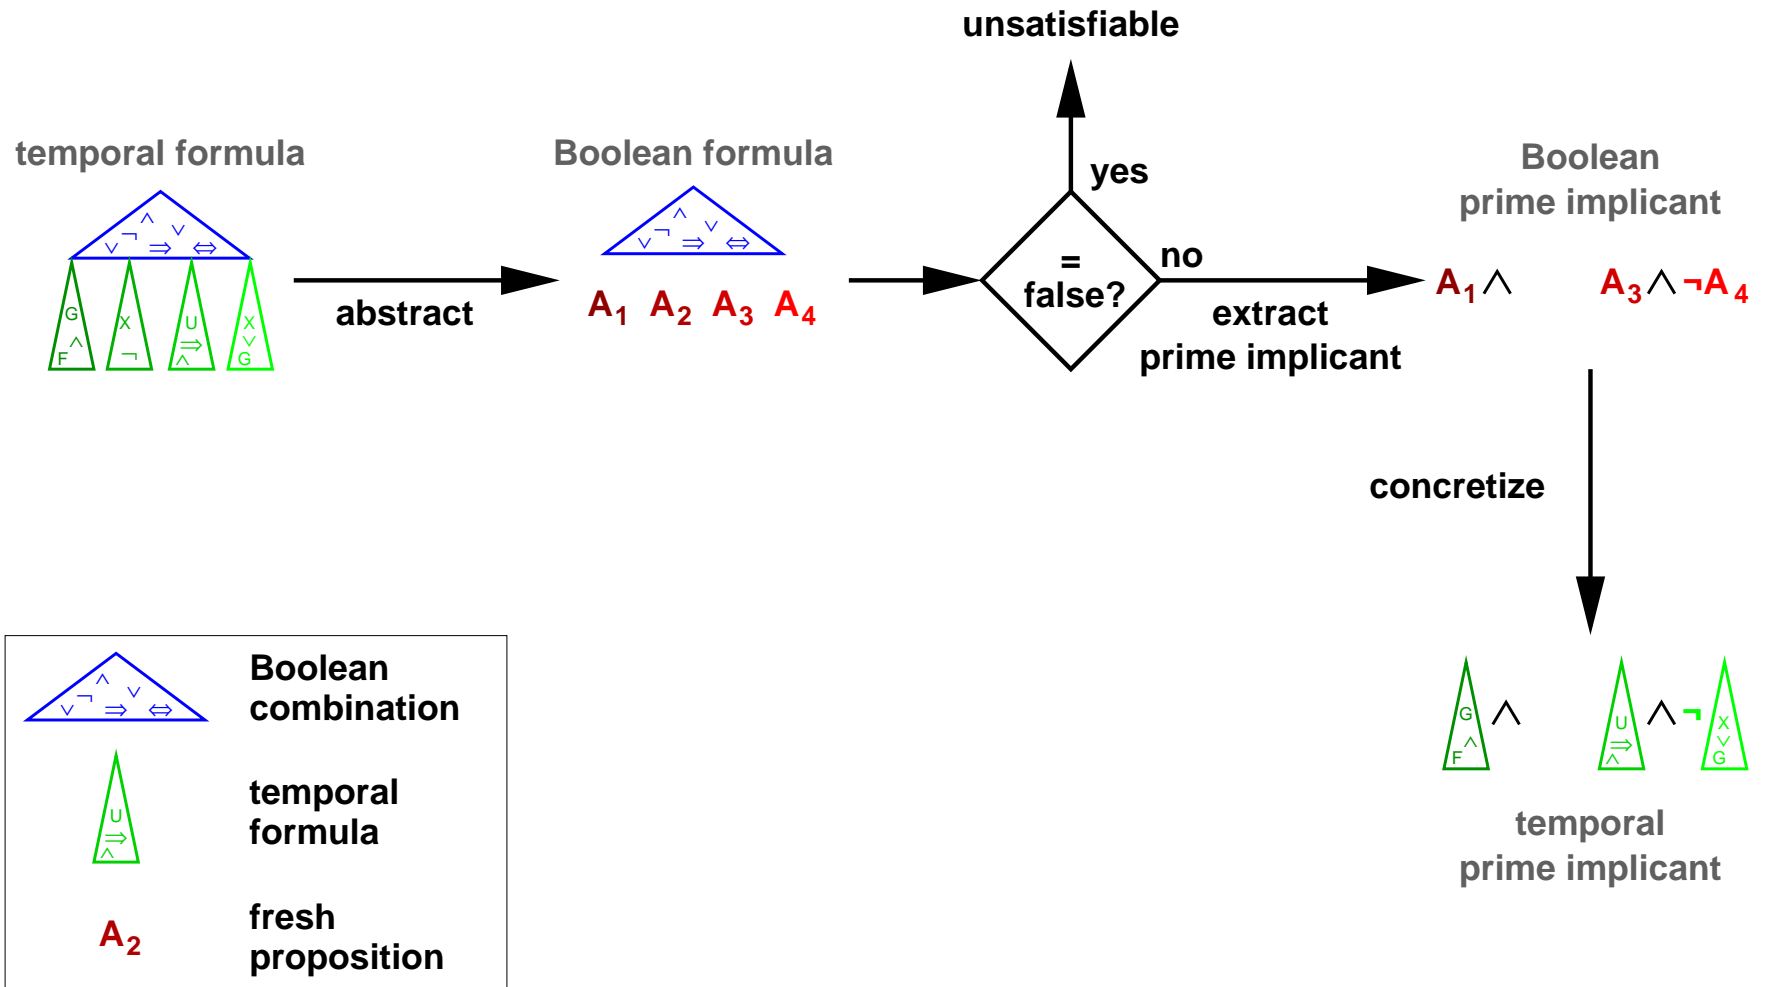 unsatisfiable
yes
temporal formula
∧
∨ ¬ ⇒ ∨ ⇔
G
F ∧
X
¬
U
⇒
∧
X
∨
G
abstract
Boolean formula
∧
∨ ¬ ⇒ ∨ ⇔
A1 A2 A3 A4
=
false?
no
extract
prime implicant
Boolean
prime implicant
A1 ∧ A3 ∧ ¬A4
concretize
G
F ∧
∧
U
⇒
∧
∧ ¬
X
∨
G
temporal
prime implicant
∧
∨ ¬ ⇒ ∨ ⇔
Boolean
combination
U
⇒
∧
temporal
formula
A2
fresh
proposition